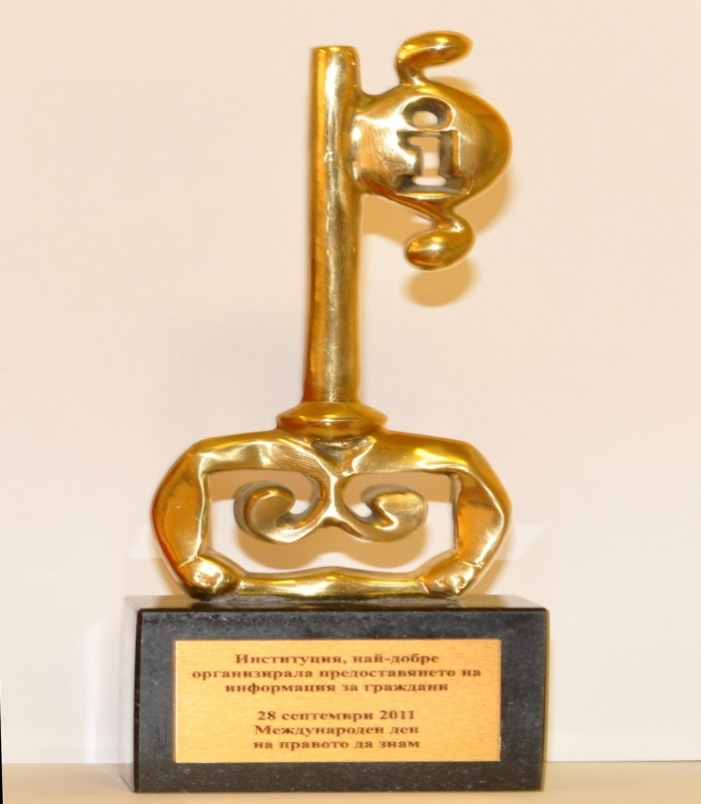 i
Институция, най-добре
организирала предоставянето на
информация за граждани
28 септември 2011
Международен ден
на правото да знам